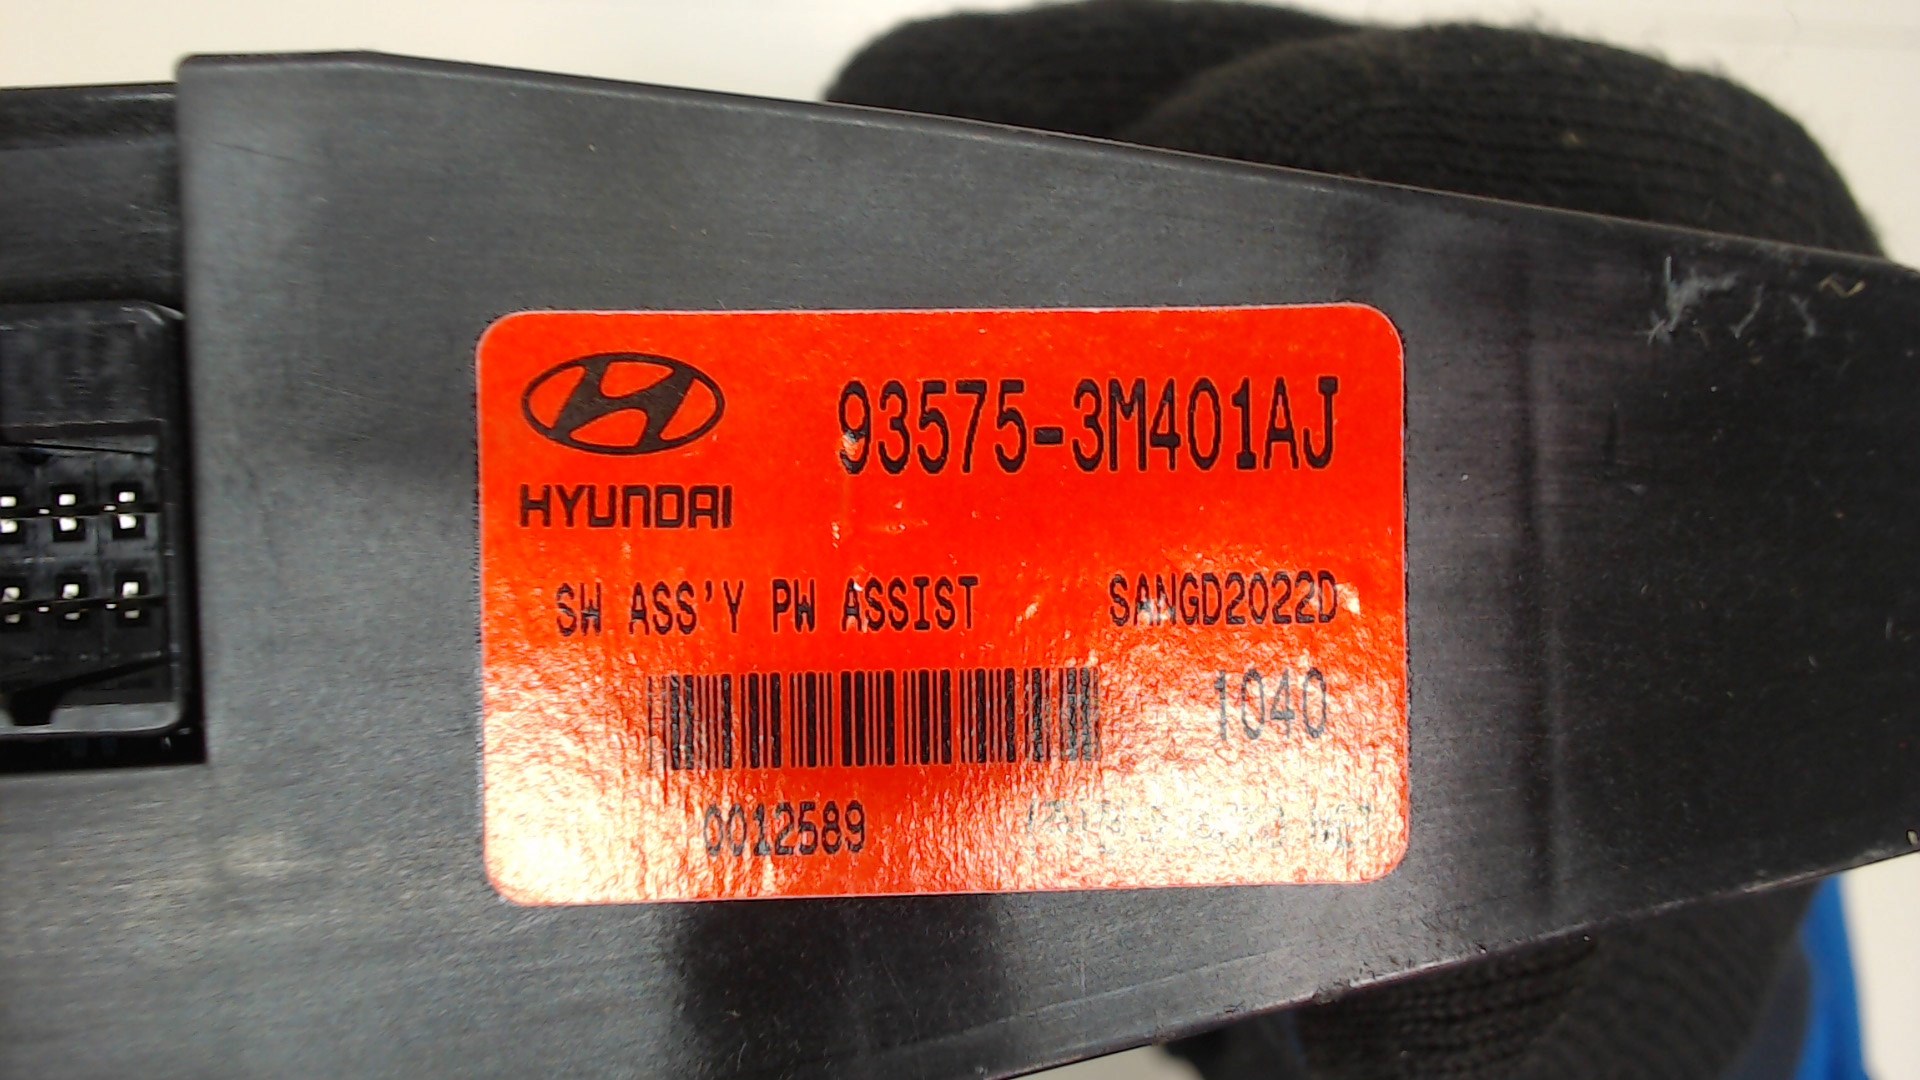 93575-3M401AJ
HYUNDAI
SW ASS'Y PW ASSIST SANGD2022D
1040
0012589